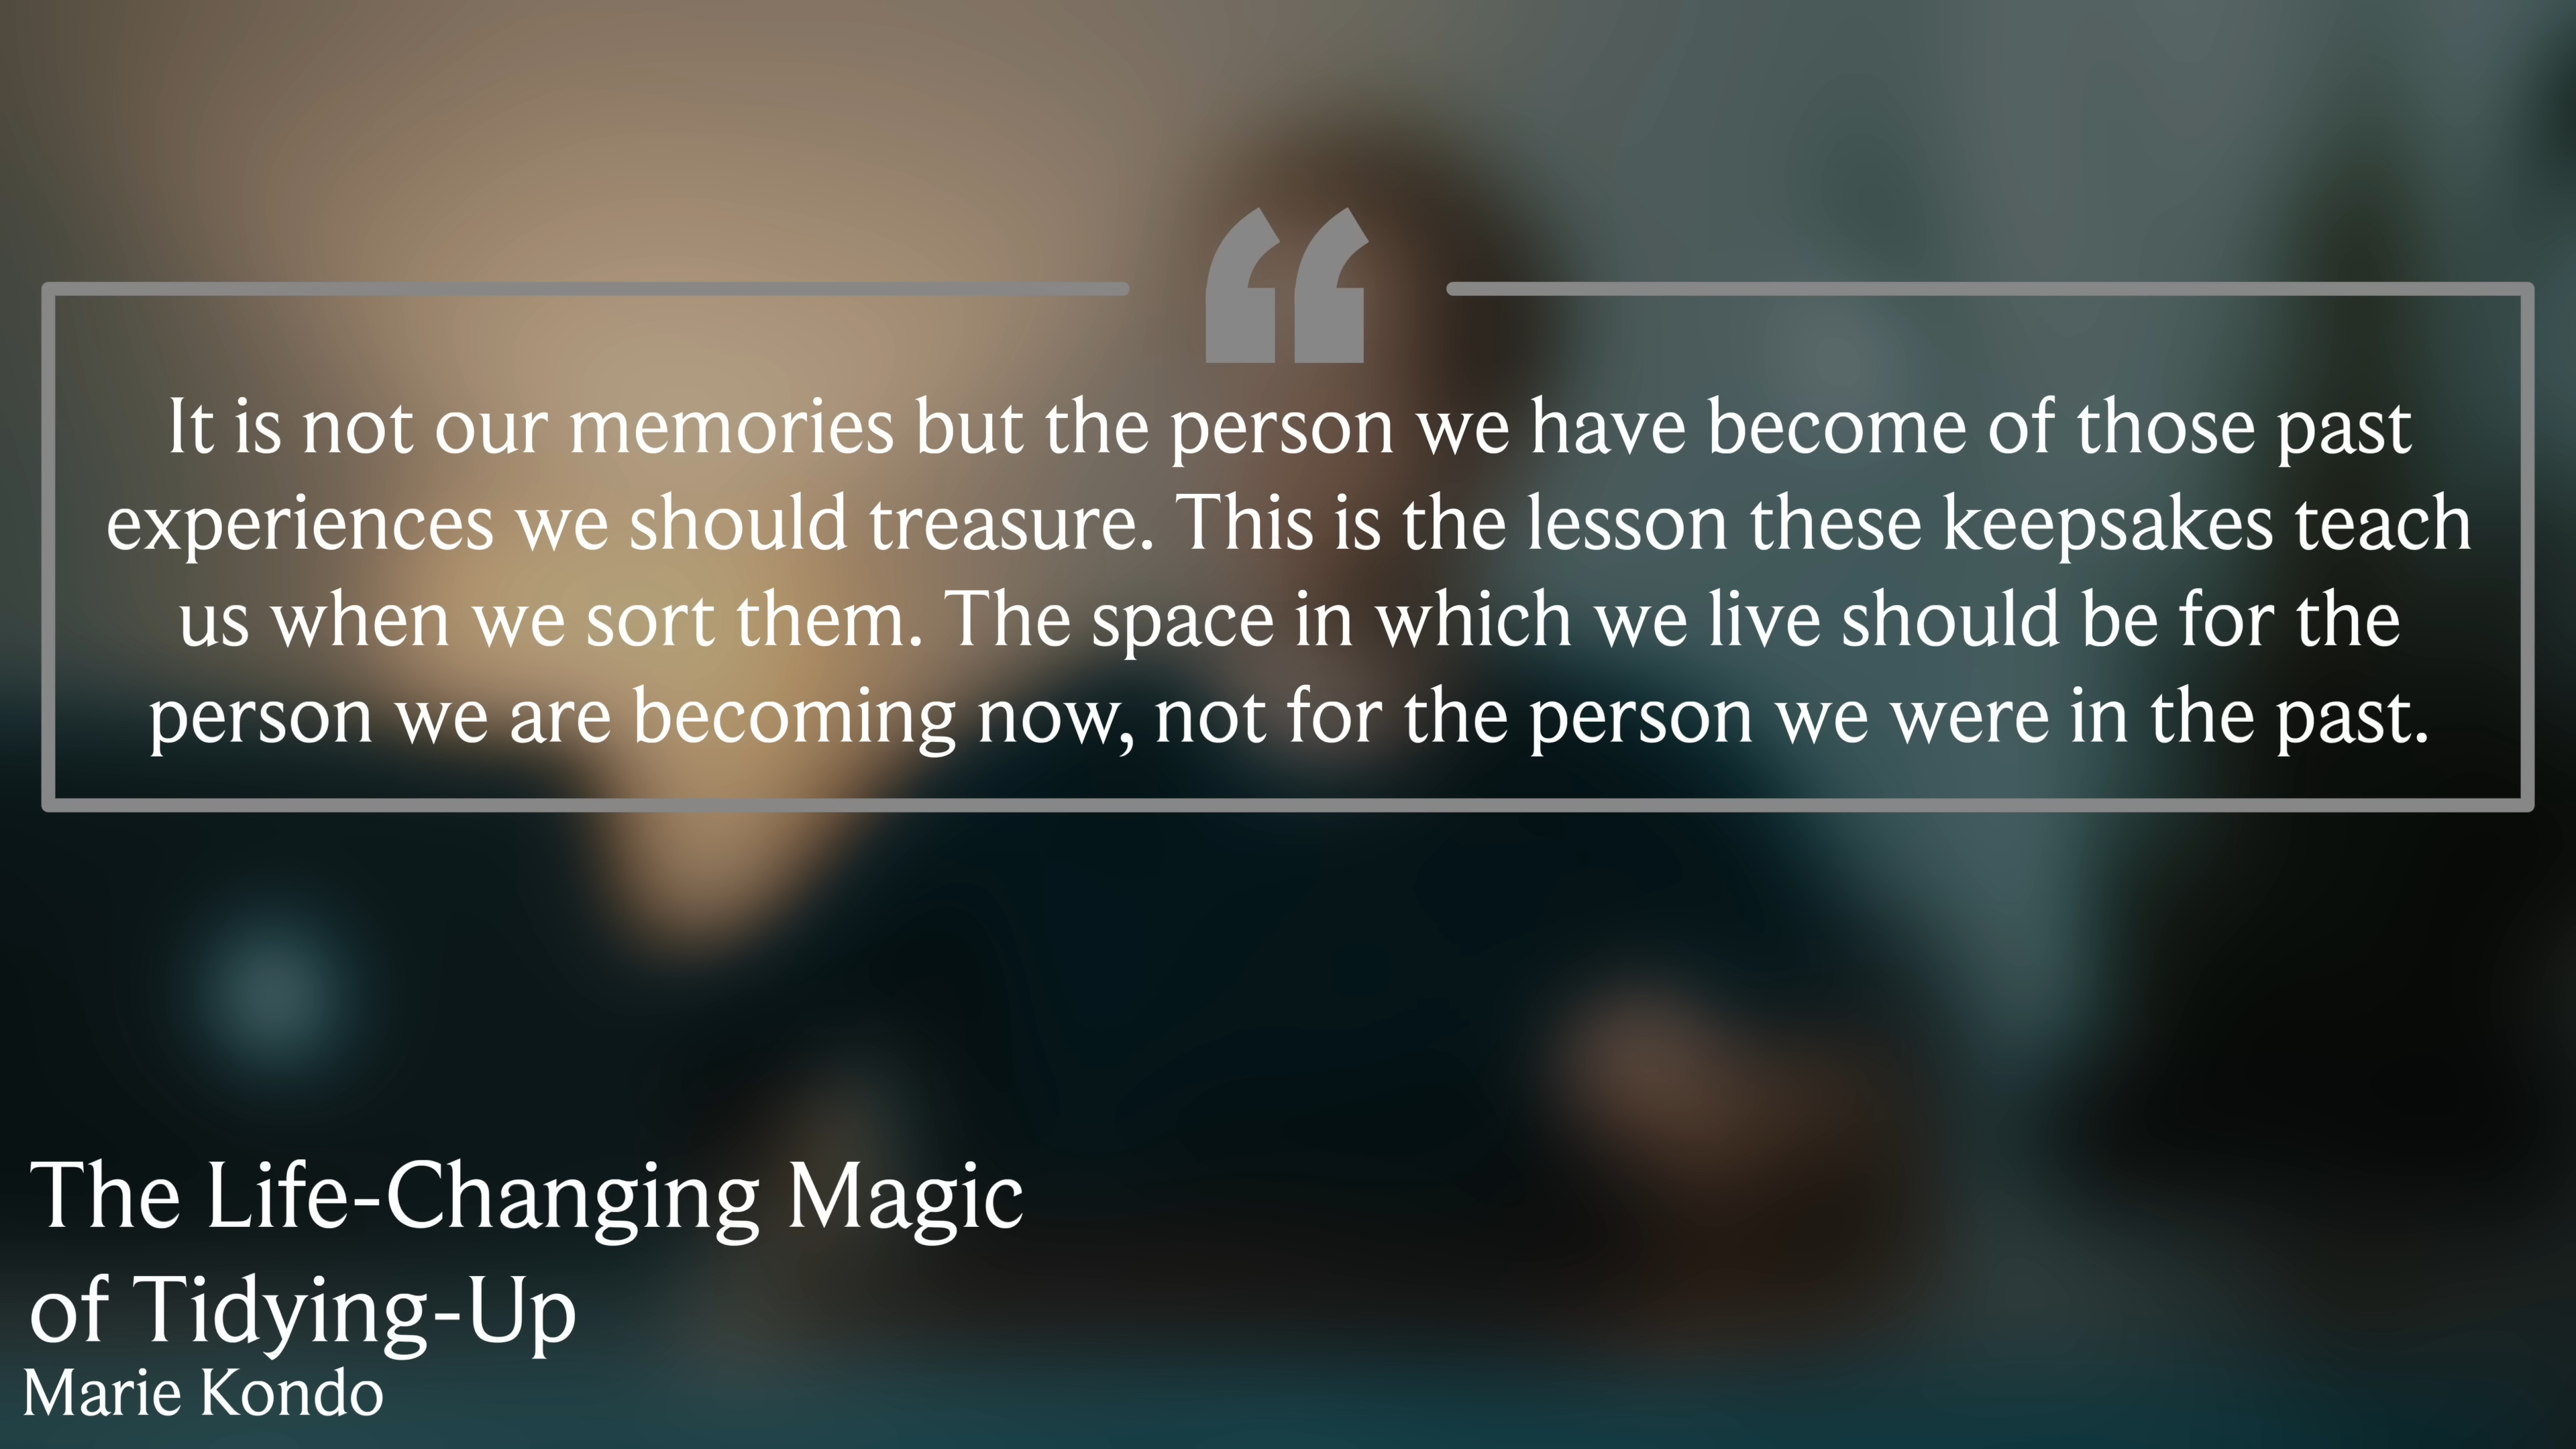 “
It is not our memories but the person we have become of those past
experiences we should treasure. This is the lesson these keepsakes teach
us when we sort them. The space in which we live should be for the
person we are becoming now, not for the person we were in the past.
The Life-Changing Magic
of Tidying-Up
Marie Kondo